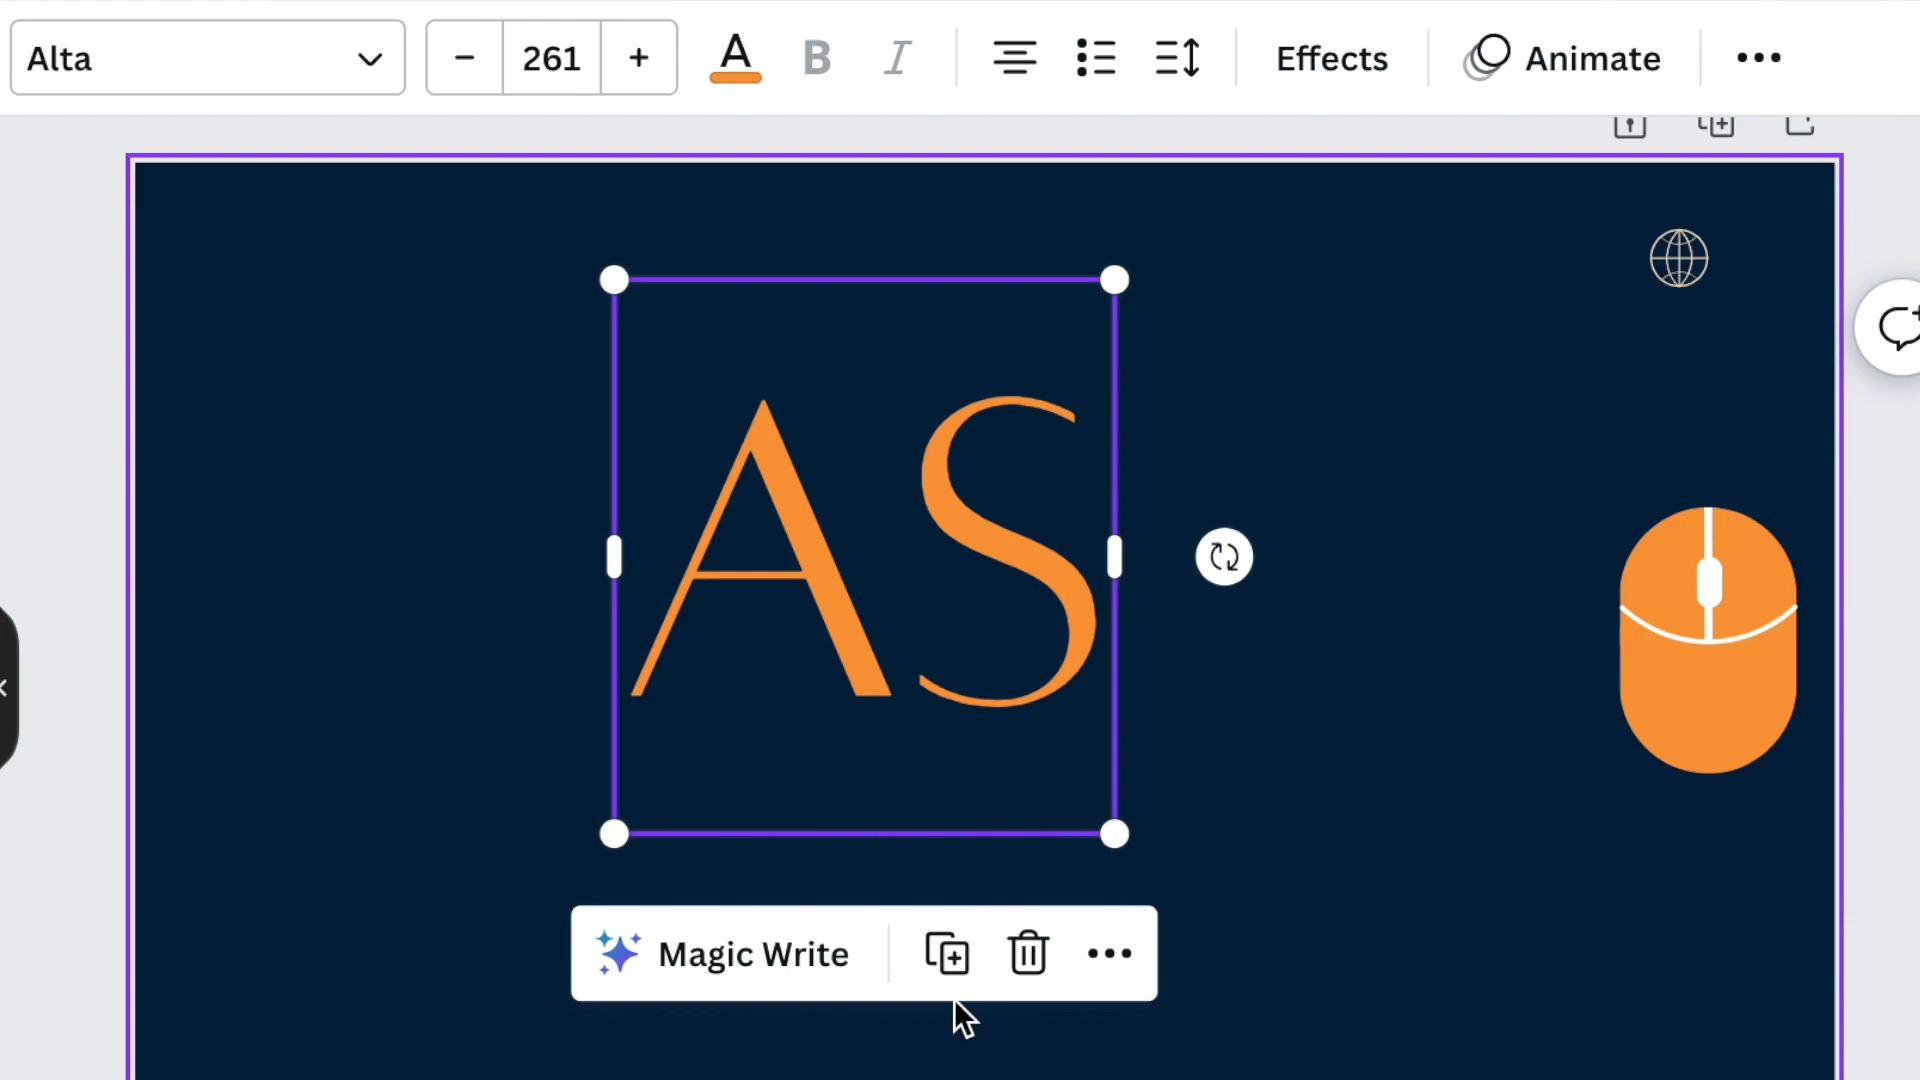 Alta
− 261 +
A B I
Effects
Animate
AS
Magic Write